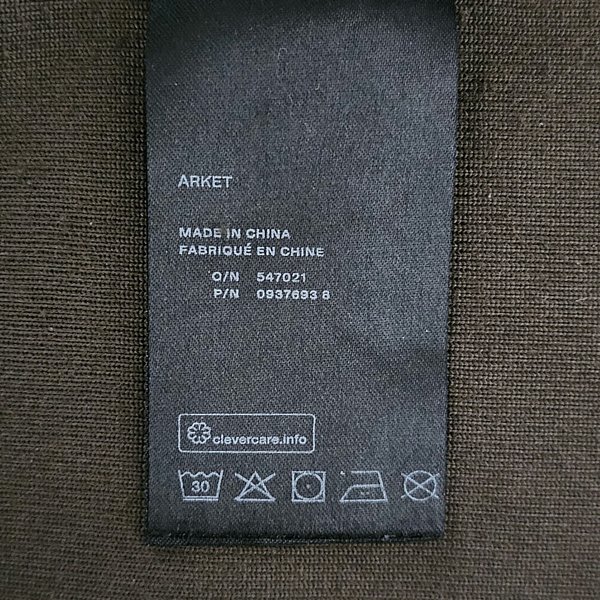 ARKET
MADE IN CHINA
FABRIQUÉ EN CHINE
O/N 547021
P/N 0937693 8
clevercare.info
30